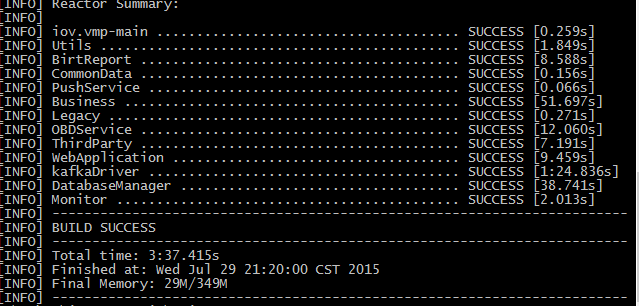 [INFO] Reactor Summary:
[INFO]
[INFO] iov.vmp-main ...................................... SUCCESS [0.259s]
[INFO] Utils ............................................. SUCCESS [1.849s]
[INFO] BirtReport ........................................ SUCCESS [8.588s]
[INFO] CommonData ........................................ SUCCESS [0.156s]
[INFO] PushService ....................................... SUCCESS [0.066s]
[INFO] Business .......................................... SUCCESS [51.697s]
[INFO] Legacy ............................................ SUCCESS [0.271s]
[INFO] OBDService ........................................ SUCCESS [12.060s]
[INFO] ThirdParty ........................................ SUCCESS [7.191s]
[INFO] WebApplication .................................... SUCCESS [9.459s]
[INFO] kafkaDriver ....................................... SUCCESS [1:24.836s]
[INFO] DatabaseManager ................................... SUCCESS [38.741s]
[INFO] Monitor ........................................... SUCCESS [2.013s]
[INFO] ------------------------------------------------------------------------
[INFO] BUILD SUCCESS
[INFO] ------------------------------------------------------------------------
[INFO] Total time: 3:37.415s
[INFO] Finished at: Wed Jul 29 21:20:00 CST 2015
[INFO] Final Memory: 29M/349M
[INFO] ------------------------------------------------------------------------